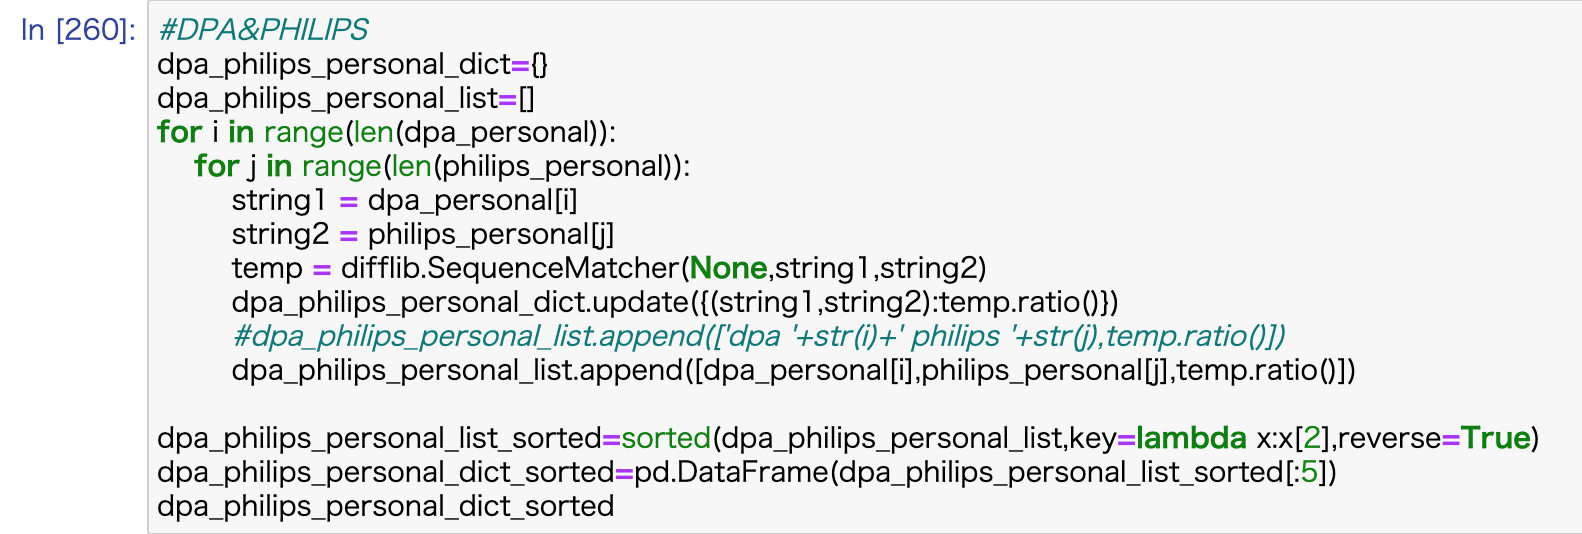 In [260]:
#DPA&PHILIPS
dpa_philips_personal_dict={}
dpa_philips_personal_list=[]
for i in range(len(dpa_personal)):
    for j in range(len(philips_personal)):
        string1 = dpa_personal[i]
        string2 = philips_personal[j]
        temp = difflib.SequenceMatcher(None,string1,string2)
        dpa_philips_personal_dict.update({(string1,string2):temp.ratio()})
        #dpa_philips_personal_list.append(['dpa '+str(i)+' philips '+str(j),temp.ratio()])
        dpa_philips_personal_list.append([dpa_personal[i],philips_personal[j],temp.ratio()])

dpa_philips_personal_list_sorted=sorted(dpa_philips_personal_list,key=lambda x:x[2],reverse=True)
dpa_philips_personal_dict_sorted=pd.DataFrame(dpa_philips_personal_list_sorted[:5])
dpa_philips_personal_dict_sorted